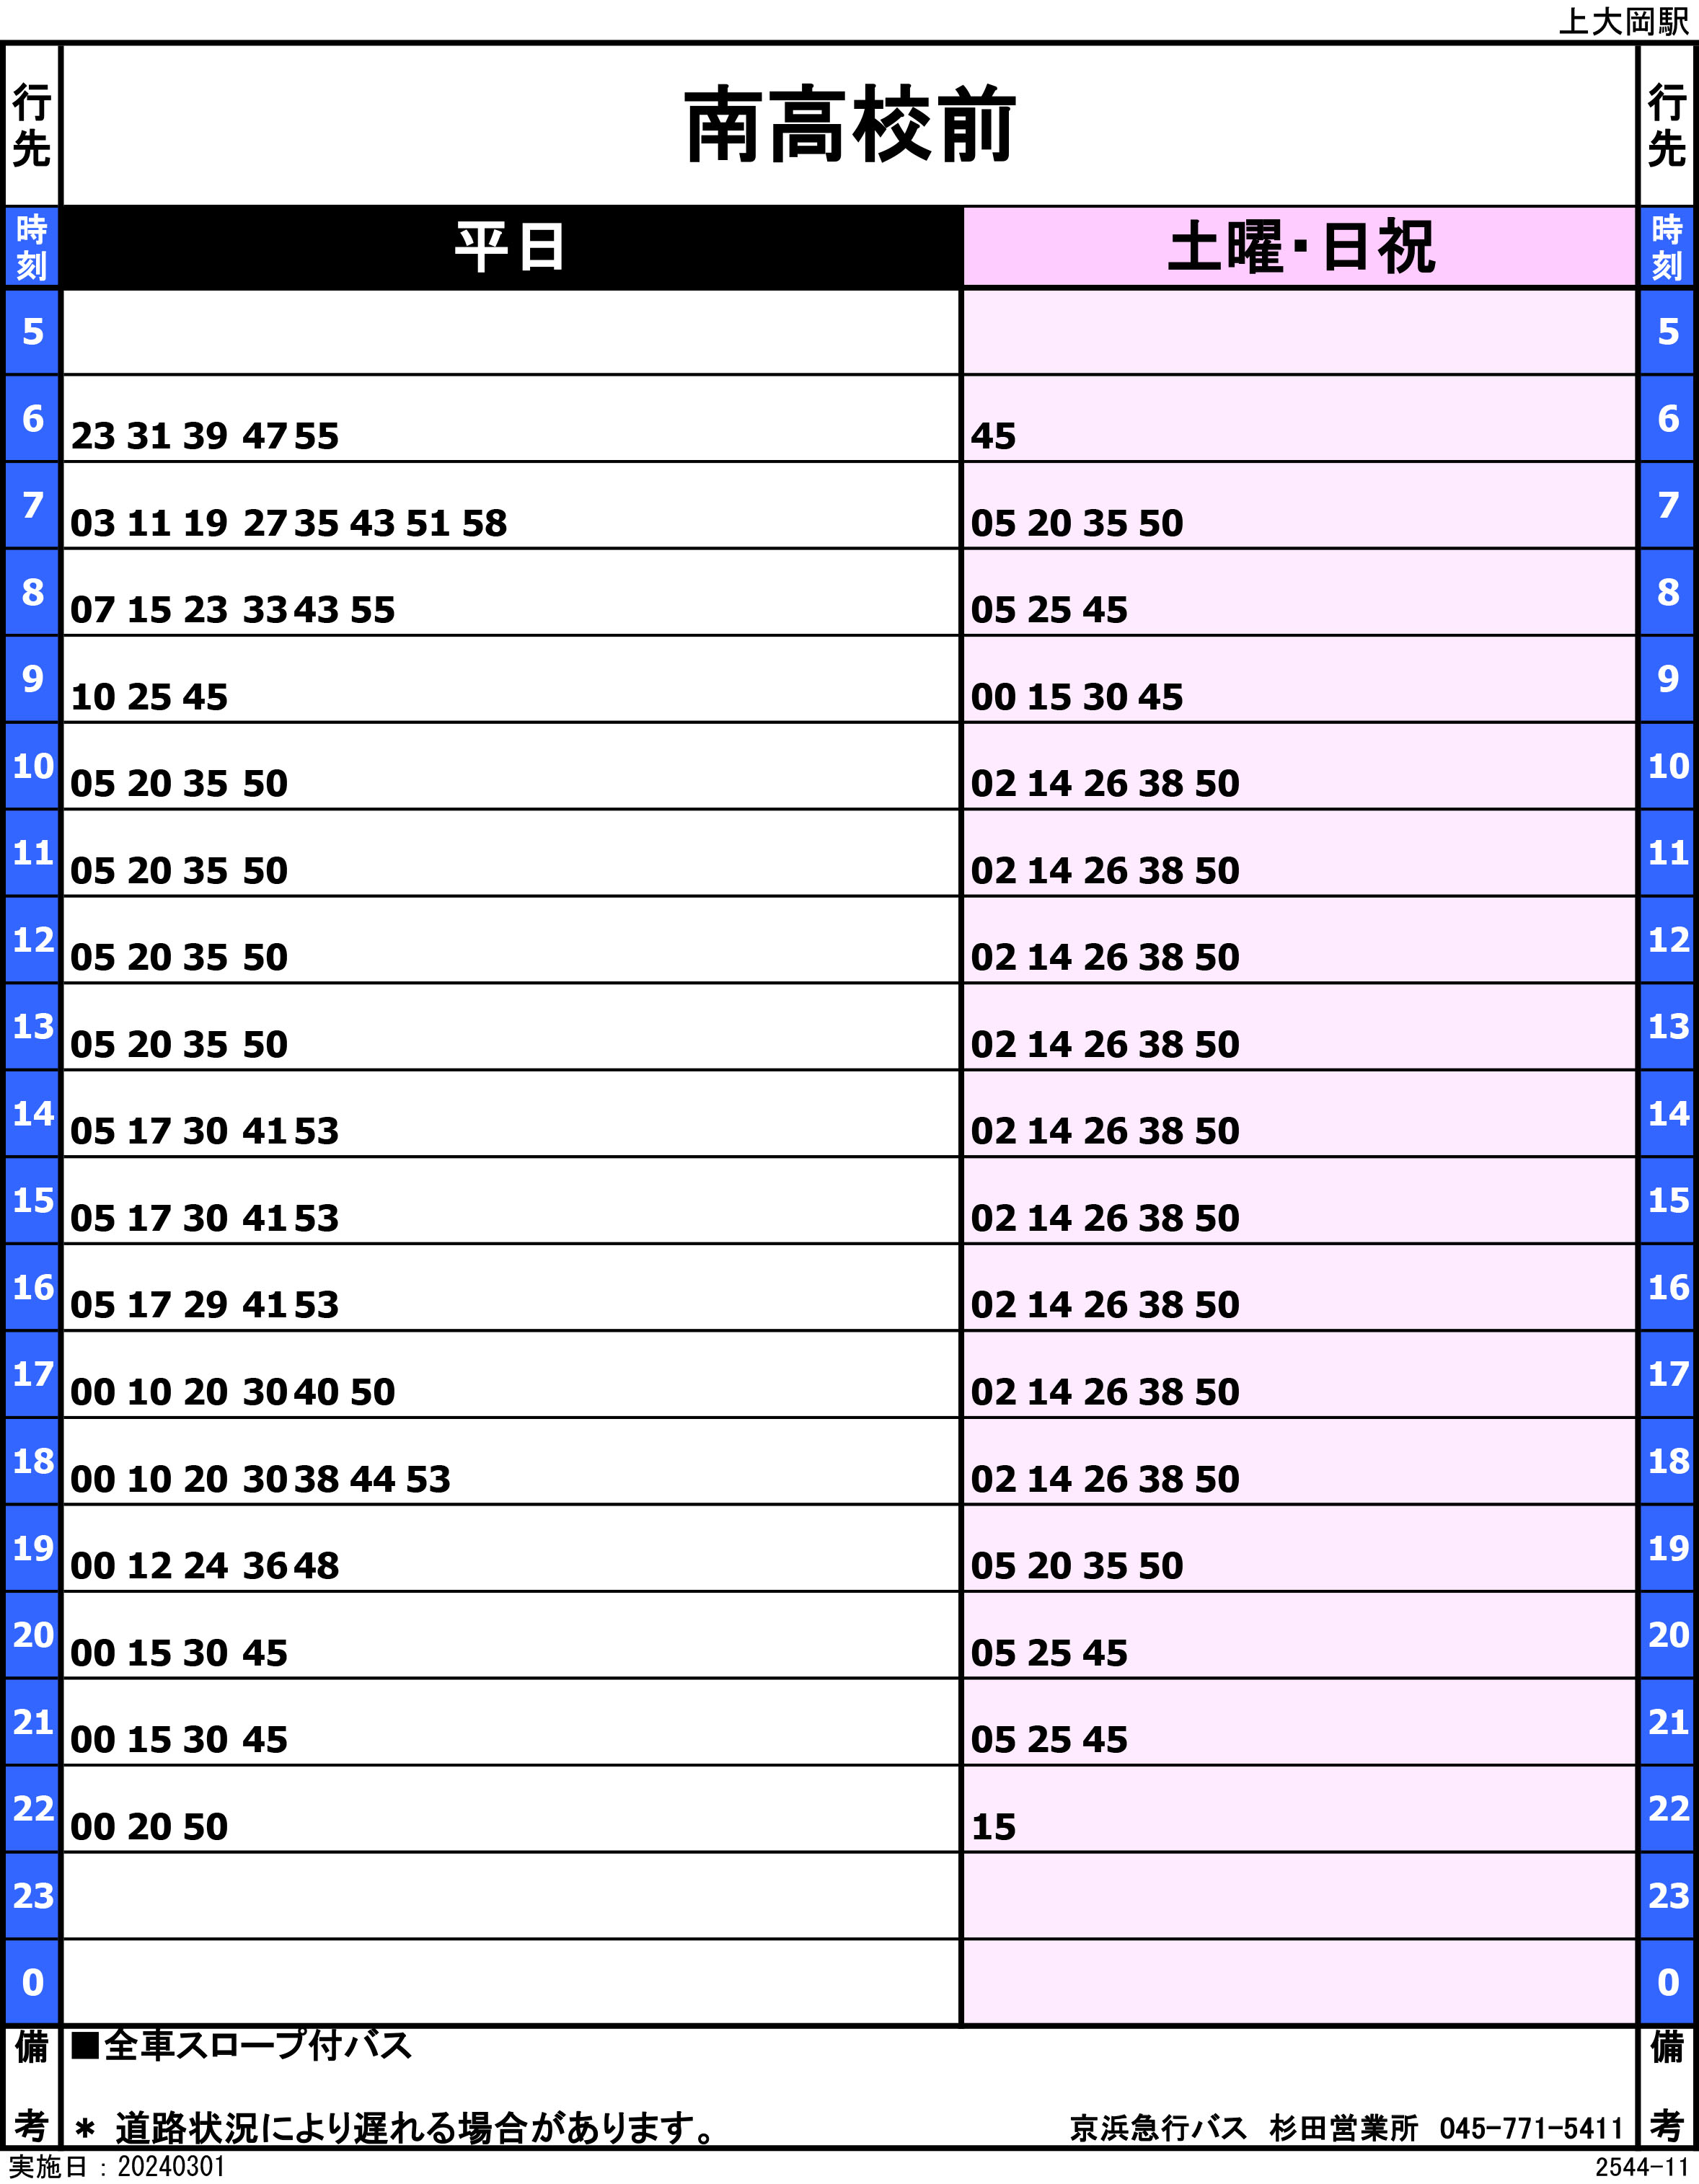 上大岡駅
行先 南高校前 行先
時刻 平日 土曜・日祝 時刻
5 5
6 23 31 39 47 55 45 6
7 03 11 19 27 35 43 51 58 05 20 35 50 7
8 07 15 23 33 43 55 05 25 45 8
9 10 25 45 00 15 30 45 9
10 05 20 35 50 02 14 26 38 50 10
11 05 20 35 50 02 14 26 38 50 11
12 05 20 35 50 02 14 26 38 50 12
13 05 20 35 50 02 14 26 38 50 13
14 05 17 30 41 53 02 14 26 38 50 14
15 05 17 30 41 53 02 14 26 38 50 15
16 05 17 29 41 53 02 14 26 38 50 16
17 00 10 20 30 40 50 02 14 26 38 50 17
18 00 10 20 30 38 44 53 02 14 26 38 50 18
19 00 12 24 36 48 05 20 35 50 19
20 00 15 30 45 05 25 45 20
21 00 15 30 45 05 25 45 21
22 00 20 50 15 22
23 23
0 0
備考 ■全車スロープ付バス 備考
* 道路状況により遅れる場合があります。 京浜急行バス 杉田営業所 045-771-5411
実施日：20240301 2544-11